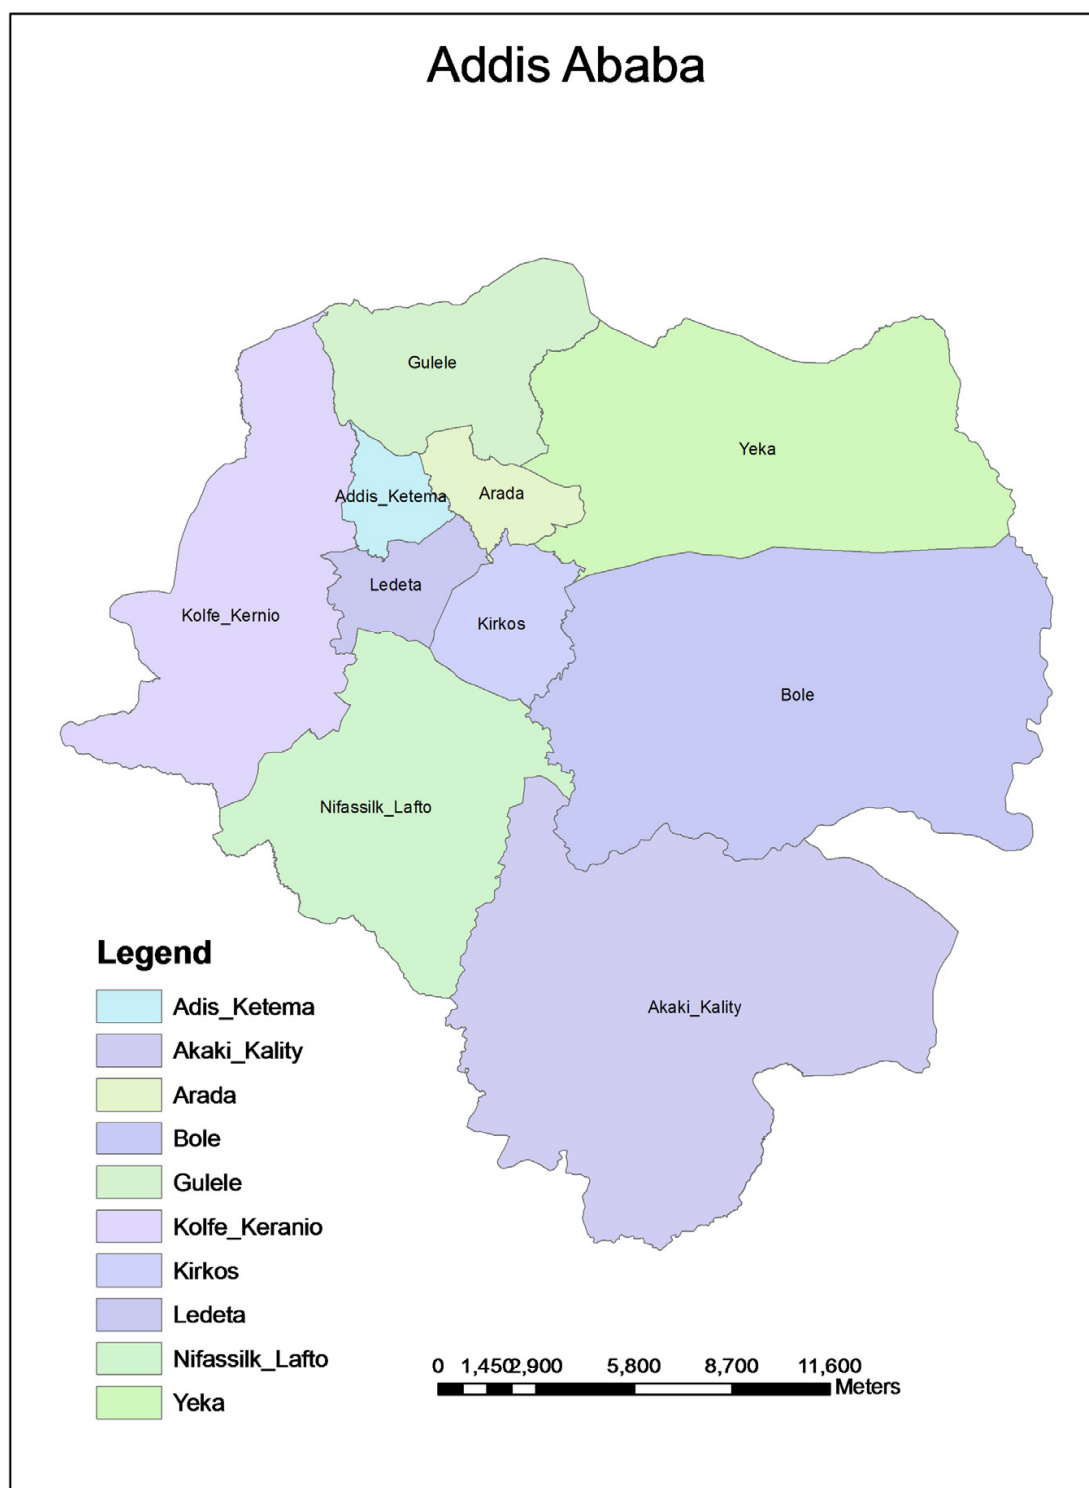 Addis Ababa
Gulele
Yeka
Addis_Ketema
Arada
Ledeta
Kolfe_Kernio
Kirkos
Bole
Nifassilk_Lafto
Akaki_Kality
Legend
Adis_Ketema
Akaki_Kality
Arada
Bole
Gulele
Kolfe_Keranio
Kirkos
Ledeta
Nifassilk_Lafto
Yeka
0 1,450 2,900 5,800 8,700 11,600
Meters